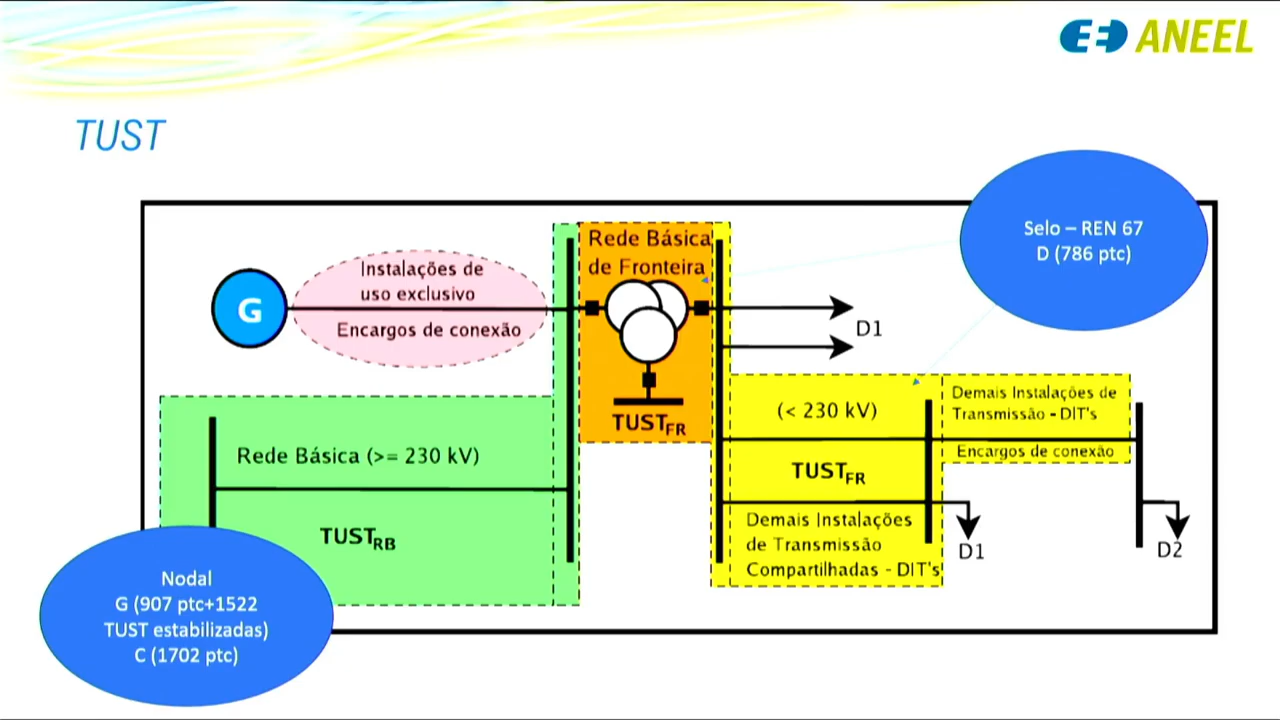 ANEEL
TUST
Selo – REN 67
D (786 ptc)
Rede Básica
de Fronteira
Instalações de
uso exclusivo
G
Encargos de conexão
D1
Demais Instalações de
Transmissão - DIT's
(< 230 kV)
TUSTFR
Rede Básica (>= 230 kV)
Encargos de conexão
TUSTFR
Demais Instalações
de Transmissão
Compartilhadas - DIT's
TUSTRB
D1
D2
Nodal
G (907 ptc+1522
TUST estabilizadas)
C (1702 ptc)